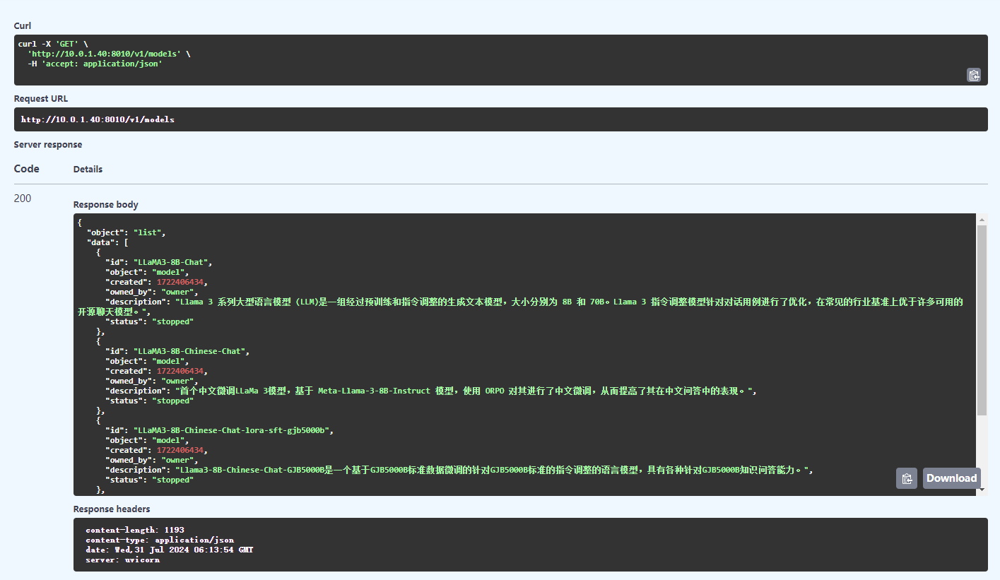 Curl
curl -X 'GET' \
'http://10.0.1.40:8010/v1/models' \
-H 'accept: application/json'
Request URL
http://10.0.1.40:8010/v1/models
Server response
Code Details
200
Response body
{
"object": "list",
"data": [
{
"id": "LLaMA3-8B-Chat",
"object": "model",
"created": 1722406434,
"owned_by": "owner",
"description": "Llama 3 系列大型语言模型 (LLM)是一组经过预训练和指令调整的生成文本模型，大小分别为 8B 和 70B。Llama 3 指令调整模型针对对话用例进行了优化，在常见的行业基准上优于许多可用的
开源聊天模型。",
"status": "stopped"
},
{
"id": "LLaMA3-8B-Chinese-Chat",
"object": "model",
"created": 1722406434,
"owned_by": "owner",
"description": "首个中文微调LLaMa 3模型，基于 Meta-Llama-3-8B-Instruct 模型，使用 ORPO 对其进行了中文微调，从而提高了其在中文问答中的表现。",
"status": "stopped"
},
{
"id": "LLaMA3-8B-Chinese-Chat-lora-sft-gjb5000b",
"object": "model",
"created": 1722406434,
"owned_by": "owner",
"description": "Llama3-8B-Chinese-Chat-GJB5000B是一个基于GJB5000B标准数据微调的针对GJB5000B标准的指令调整的语言模型，具有各种针对GJB5000B知识问答能力。",
"status": "stopped"
},
Download
Response headers
content-length: 1193
content-type: application/json
date: Wed,31 Jul 2024 06:13:54 GMT
server: uvicorn